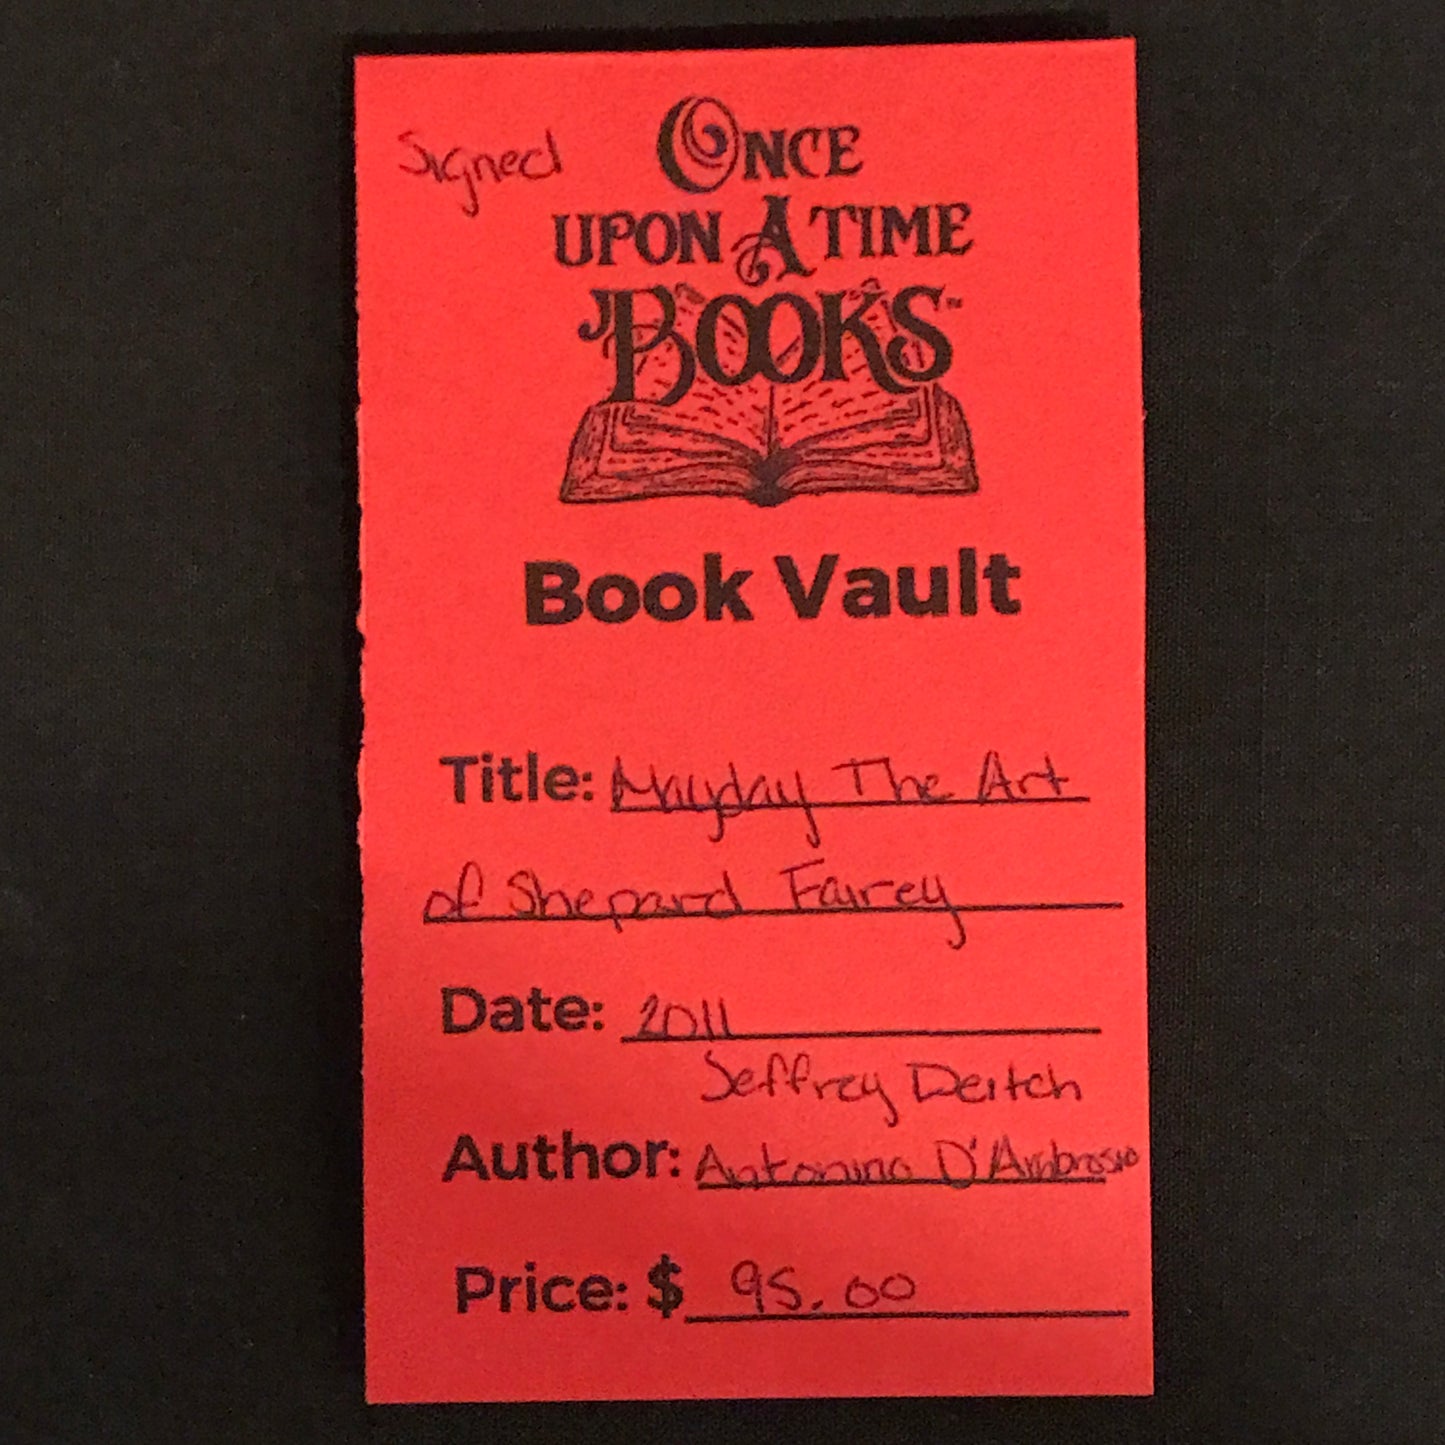 Signed
ONCE
UPON A TIME
BOOKS™
Book Vault
Title: Mayday The Art
of Shepard Fairey
Date: 2011
Jeffrey Deitch
Author: Antonino D'Ambrosio
Price: $ 95.00